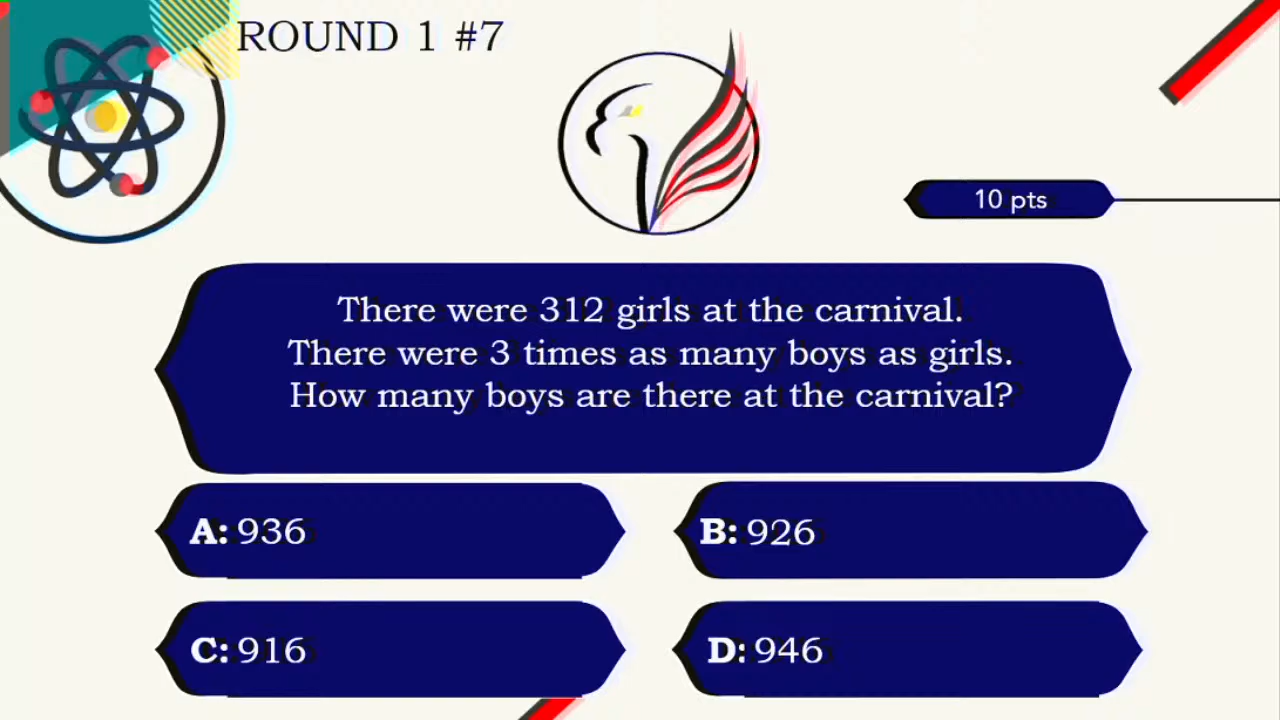 ROUND 1 #7
10 pts
There were 312 girls at the carnival.
There were 3 times as many boys as girls.
How many boys are there at the carnival?
A: 936
B: 926
C: 916
D: 946